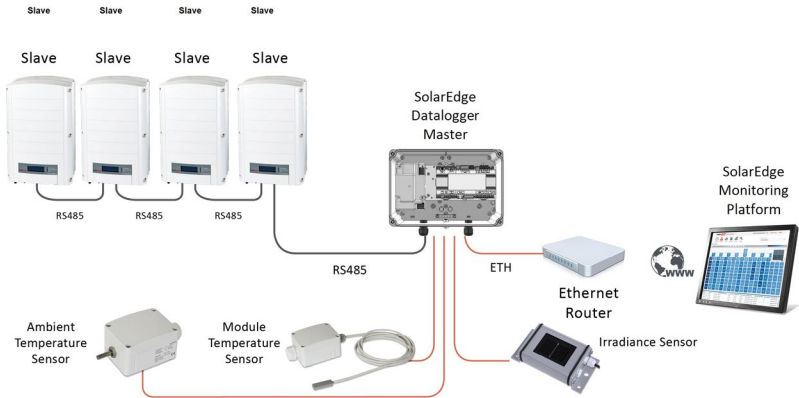 Slave Slave Slave Slave
Slave Slave Slave Slave
SolarEdge
Datalogger
Master
SolarEdge
Monitoring
Platform
RS485 RS485 RS485
RS485
ETH
www
Ethernet
Router
Ambient
Temperature
Sensor
Module
Temperature
Sensor
Irradiance Sensor